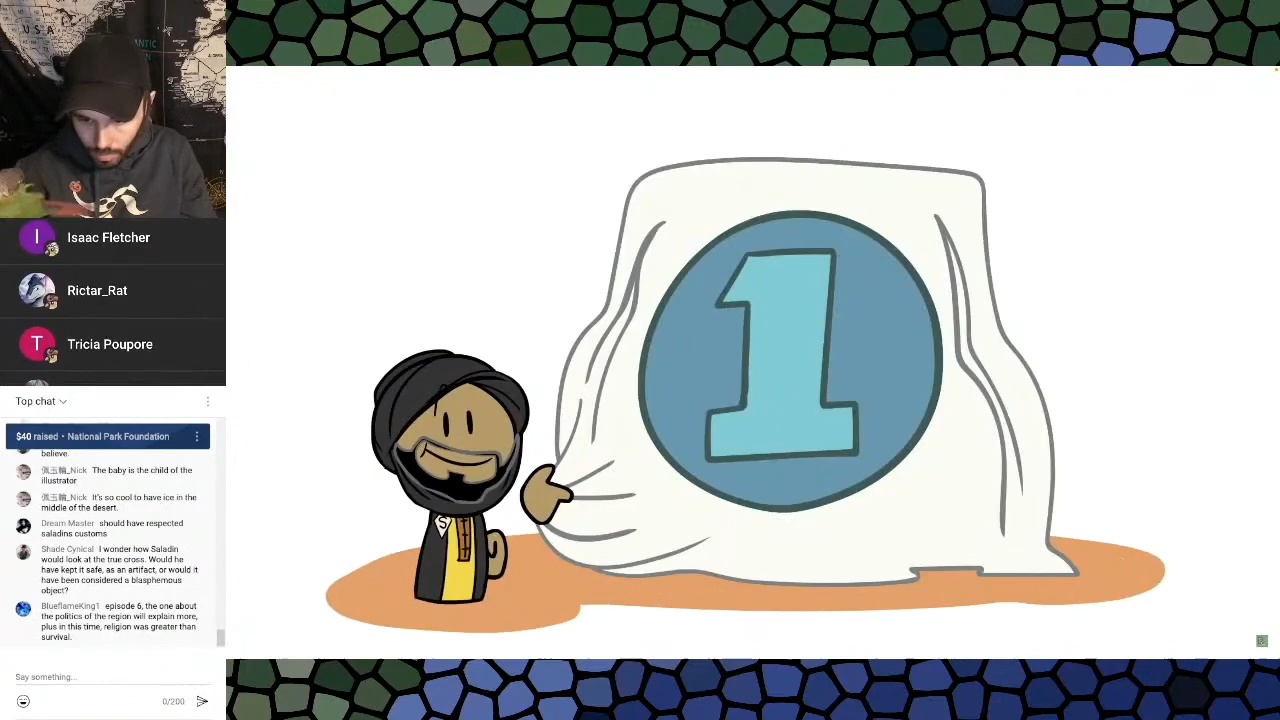 USA
ANTIC
Isaac Fletcher
Rictar_Rat
Tricia Poupore
Top chat
$40 raised • National Park Foundation
believe.
_Nick The baby is the child of the
illustrator
_Nick It's so cool to have ice in the
middle of the desert.
Dream Master should have respected
saladins customs
Shade Cynical I wonder how Saladin
would look at the true cross. Would he
have kept it safe, as an artifact, or would it
have been considered a blasphemous
object?
BlueflameKing1 episode 6, the one about
the politics of the region will explain more,
plus in this time, religion was greater than
survival.
Say something...
0/200
I
T
1
S